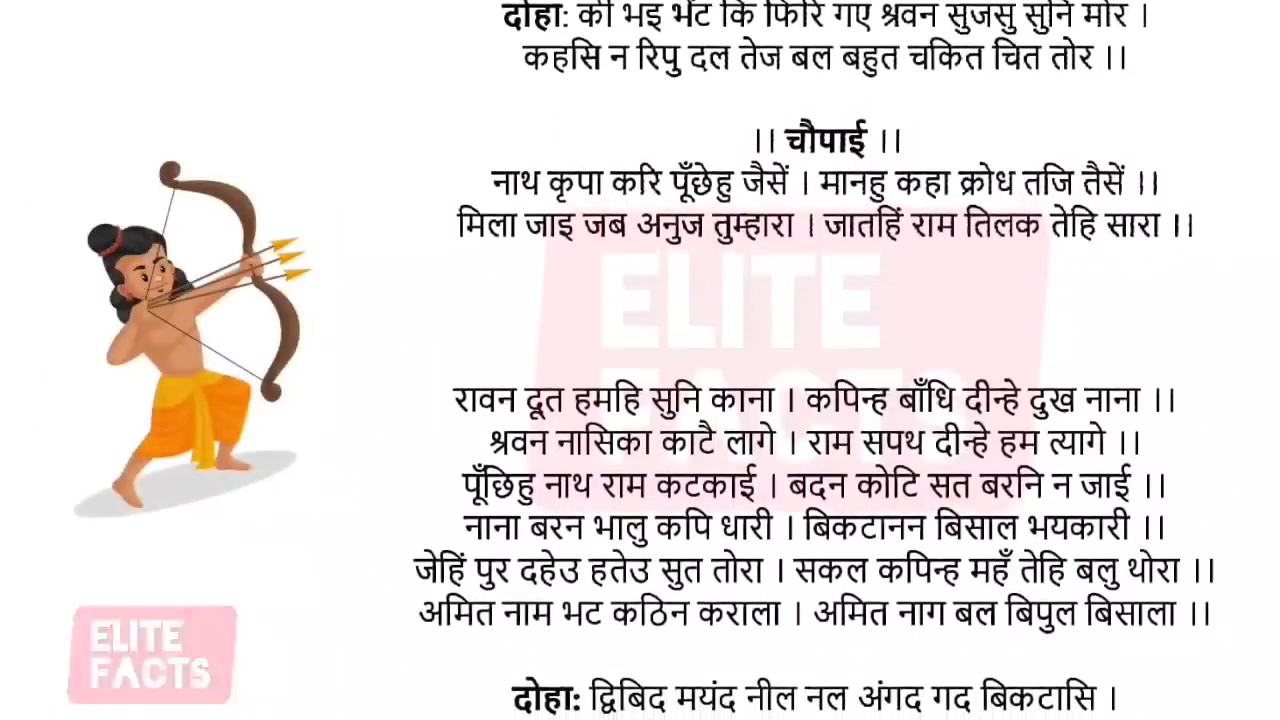 दोहा: की भइ भेंट कि फिरि गए श्रवन सुजसु सुनि मोर ।
कहसि न रिपु दल तेज बल बहुत चकित चित तोर ।।
।। चौपाई ।।
नाथ कृपा करि पूँछेहु जैसें । मानहु कहा क्रोध तजि तैसें ।।
मिला जाइ जब अनुज तुम्हारा । जातहिं राम तिलक तेहि सारा ।।
ELITE
FACTS
रावन दूत हमहि सुनि काना । कपिन्ह बाँधि दीन्हे दुख नाना ।।
श्रवन नासिका काटै लागे । राम सपथ दीन्हे हम त्यागे ।।
पूँछिहु नाथ राम कटकाई । बदन कोटि सत बरनि न जाई ।।
नाना बरन भालु कपि धारी । बिकटानन बिसाल भयकारी ।।
जेहिं पुर दहेउ हतेउ सुत तोरा । सकल कपिन्ह महँ तेहि बलु थोरा ।।
अमित नाम भट कठिन कराला । अमित नाग बल बिपुल बिसाला ।।
ELITE
FACTS
दोहा: द्विबिद मयंद नील नल अंगद गद बिकटासि ।